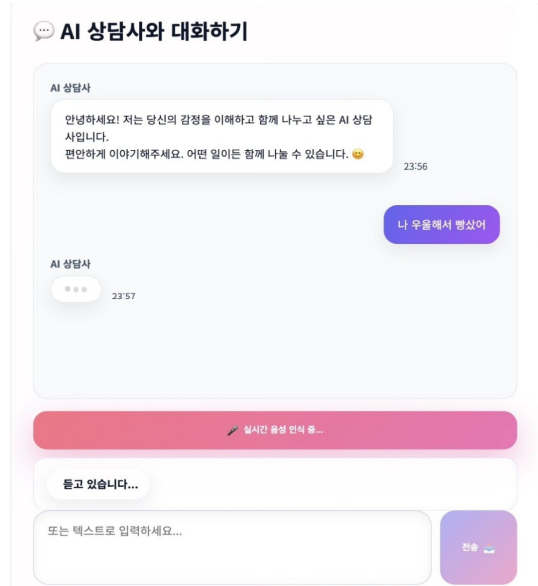 💬 AI 상담사와 대화하기
AI 상담사
안녕하세요! 저는 당신의 감정을 이해하고 함께 나누고 싶은 AI 상담
사입니다.
편안하게 이야기해주세요. 어떤 일이든 함께 나눌 수 있습니다. 😊
23:56
나 우울해서 빵샀어
AI 상담사
23:57
🎤 실시간 음성 인식 중...
듣고 있습니다...
또는 텍스트로 입력하세요...
전송 📨